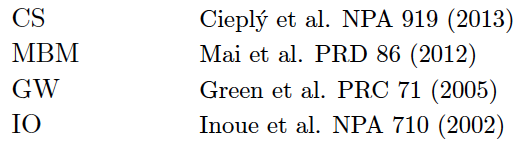 CS Cieplý et al. NPA 919 (2013)
MBM Mai et al. PRD 86 (2012)
GW Green et al. PRC 71 (2005)
IO Inoue et al. NPA 710 (2002)